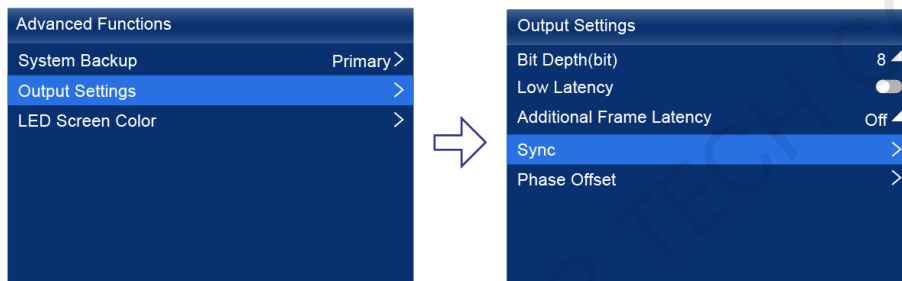 Advanced Functions
System Backup Primary
Output Settings
LED Screen Color
Output Settings
Bit Depth(bit) 8
Low Latency
Additional Frame Latency Off
Sync
Phase Offset
TECH